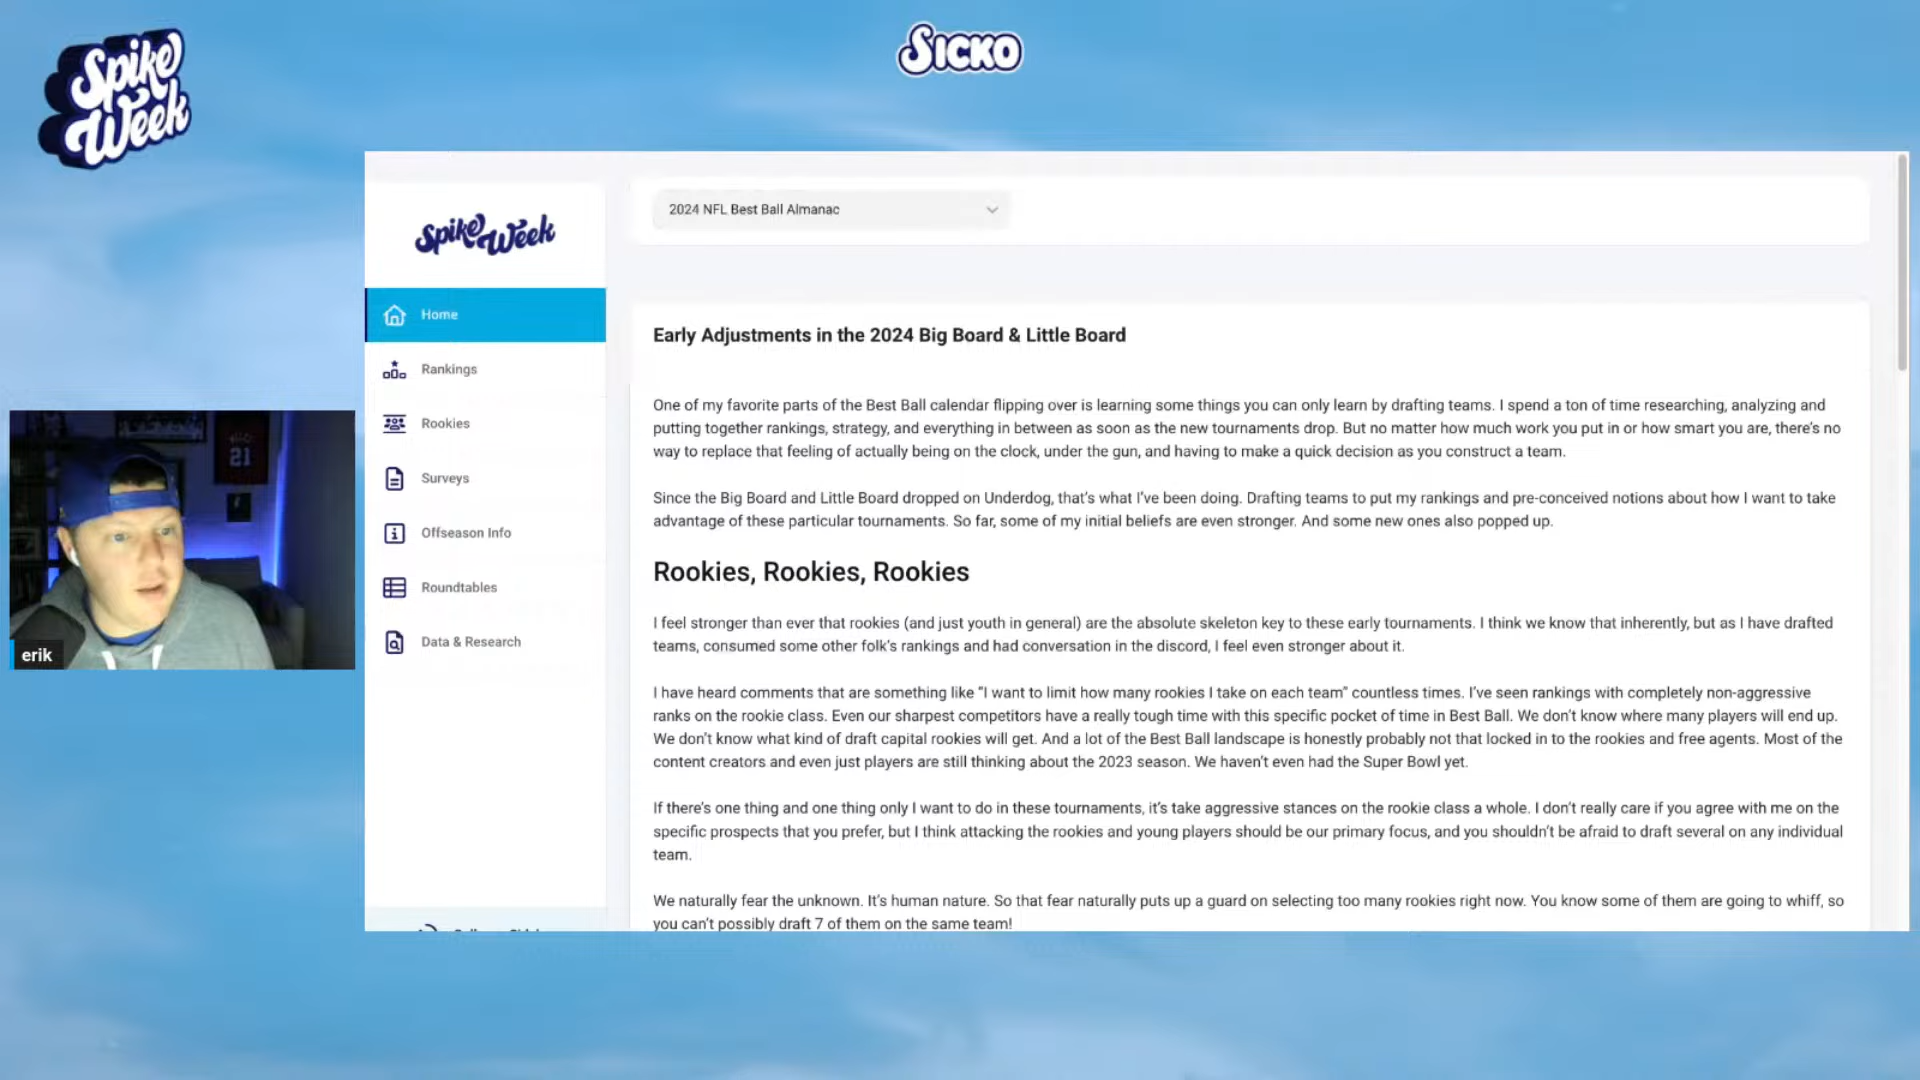 Spike
Week
SICKO
Spike Week
2024 NFL Best Ball Almanac
Home
Rankings
Rookies
Surveys
Offseason Info
Roundtables
Data & Research
Early Adjustments in the 2024 Big Board & Little Board
One of my favorite parts of the Best Ball calendar flipping over is learning some things you can only learn by drafting teams. I spend a ton of time researching, analyzing and
putting together rankings, strategy, and everything in between as soon as the new tournaments drop. But no matter how much work you put in or how smart you are, there's no
way to replace that feeling of actually being on the clock, under the gun, and having to make a quick decision as you construct a team.
Since the Big Board and Little Board dropped on Underdog, that's what I've been doing. Drafting teams to put my rankings and pre-conceived notions about how I want to take
advantage of these particular tournaments. So far, some of my initial beliefs are even stronger. And some new ones also popped up.
Rookies, Rookies, Rookies
I feel stronger than ever that rookies (and just youth in general) are the absolute skeleton key to these early tournaments. I think we know that inherently, but as I have drafted
teams, consumed some other folk's rankings and had conversation in the discord, I feel even stronger about it.
I have heard comments that are something like "I want to limit how many rookies I take on each team" countless times. I've seen rankings with completely non-aggressive
ranks on the rookie class. Even our sharpest competitors have a really tough time with this specific pocket of time in Best Ball. We don't know where many players will end up.
We don't know what kind of draft capital rookies will get. And a lot of the Best Ball landscape is honestly probably not that locked in to the rookies and free agents. Most of the
content creators and even just players are still thinking about the 2023 season. We haven't even had the Super Bowl yet.
If there's one thing and one thing only I want to do in these tournaments, it's take aggressive stances on the rookie class a whole. I don't really care if you agree with me on the
specific prospects that you prefer, but I think attacking the rookies and young players should be our primary focus, and you shouldn't be afraid to draft several on any individual
team.
We naturally fear the unknown. It's human nature. So that fear naturally puts up a guard on selecting too many rookies right now. You know some of them are going to whiff, so
you can't possibly draft 7 of them on the same team!
21
erik